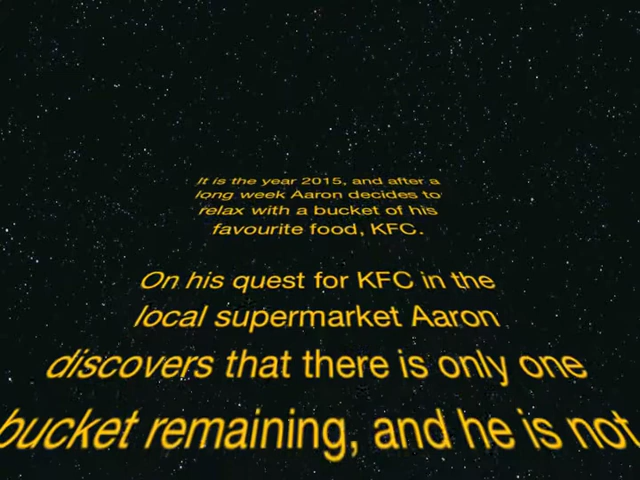 It is the year 2015, and after a
long week Aaron decides to
relax with a bucket of his
favourite food, KFC.
On his quest for KFC in the
local supermarket Aaron
discovers that there is only one
bucket remaining, and he is not